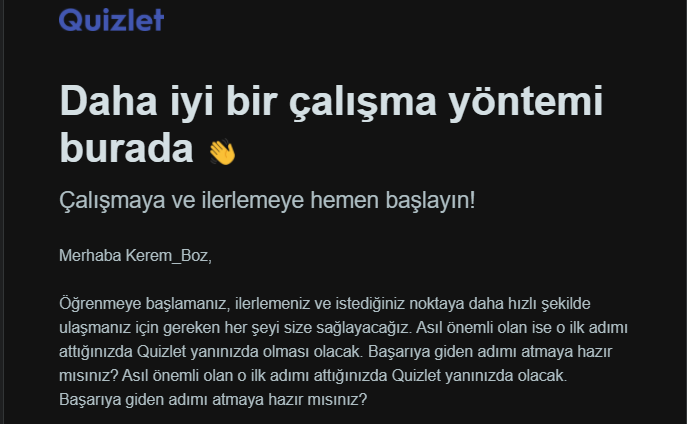 Quizlet
Daha iyi bir çalışma yöntemi
burada 👋
Çalışmaya ve ilerlemeye hemen başlayın!
Merhaba Kerem_Boz,
Öğrenmeye başlamanız, ilerlemeniz ve istediğiniz noktaya daha hızlı şekilde
ulaşmanız için gereken her şeyi size sağlayacağız. Asıl önemli olan ise o ilk adımı
attığınızda Quizlet yanınızda olması olacak. Başarıya giden adımı atmaya hazır
mısınız? Asıl önemli olan o ilk adımı attığınızda Quizlet yanınızda olacak.
Başarıya giden adımı atmaya hazır mısınız?